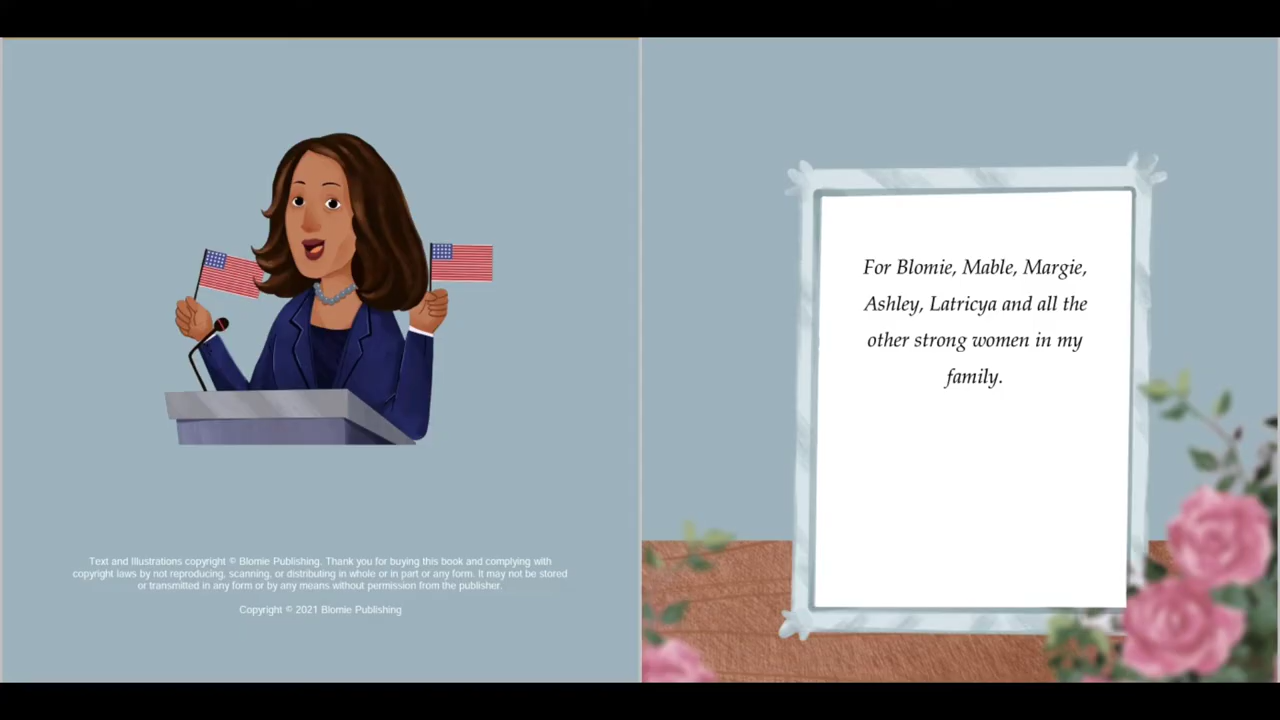 Text and Illustrations copyright © Blomie Publishing. Thank you for buying this book and complying with
copyright laws by not reproducing, scanning, or distributing in whole or in part or any form. It may not be stored
or transmitted in any form or by any means without permission from the publisher.
Copyright © 2021 Blomie Publishing
For Blomie, Mable, Margie,
Ashley, Latricya and all the
other strong women in my
family.